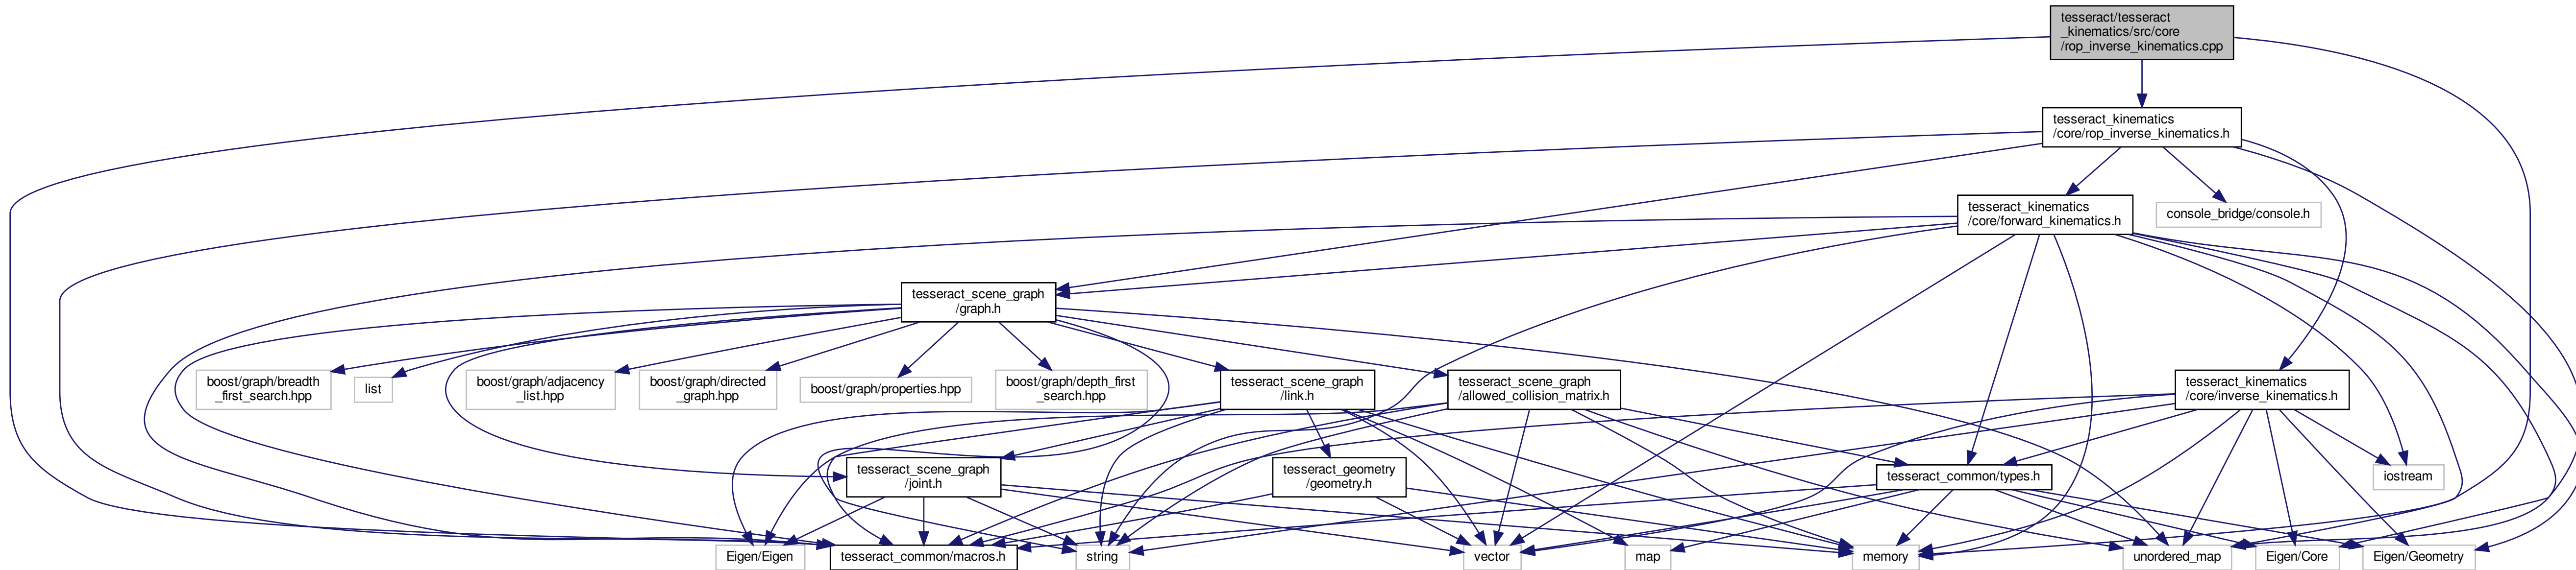 tesseract/tesseract
_kinematics/src/core
/rop_inverse_kinematics.cpp
tesseract_kinematics
/core/rop_inverse_kinematics.h
tesseract_kinematics
/core/forward_kinematics.h
console_bridge/console.h
tesseract_scene_graph
/graph.h
boost/graph/breadth
_first_search.hpp
list
boost/graph/adjacency
_list.hpp
boost/graph/directed
_graph.hpp
boost/graph/properties.hpp
boost/graph/depth_first
_search.hpp
tesseract_scene_graph
/link.h
tesseract_scene_graph
/allowed_collision_matrix.h
tesseract_kinematics
/core/inverse_kinematics.h
tesseract_scene_graph
/joint.h
tesseract_geometry
/geometry.h
tesseract_common/types.h
iostream
Eigen/Eigen
tesseract_common/macros.h
string
vector
map
memory
unordered_map
Eigen/Core
Eigen/Geometry